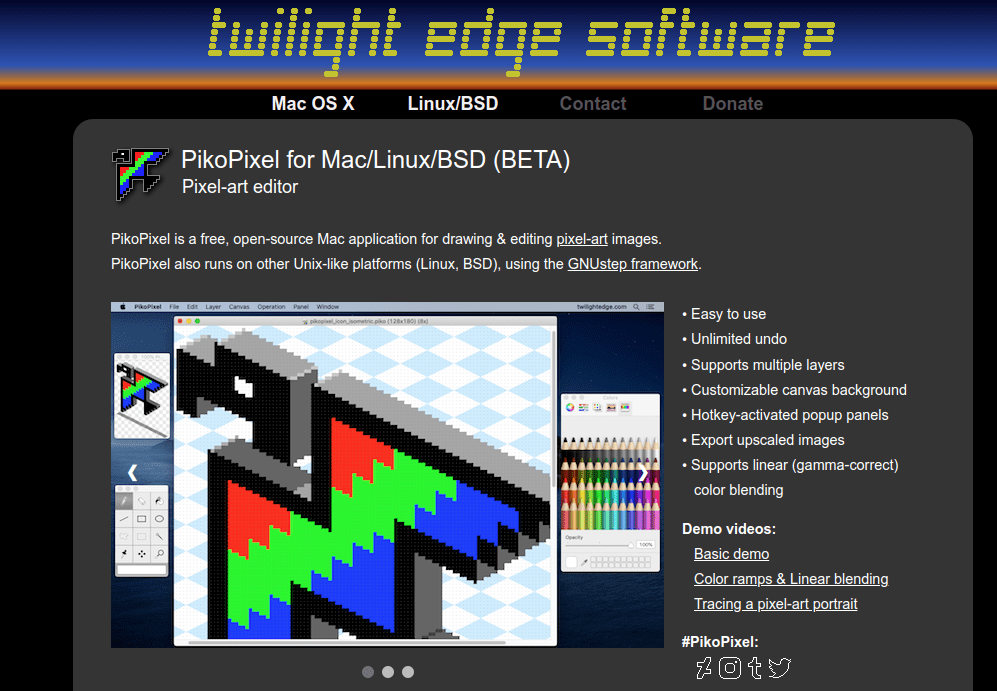 twilight edge software
Mac OS X Linux/BSD Contact Donate
PikoPixel for Mac/Linux/BSD (BETA)
Pixel-art editor
PikoPixel is a free, open-source Mac application for drawing & editing pixel-art images.
PikoPixel also runs on other Unix-like platforms (Linux, BSD), using the GNUstep framework.
PikoPixel File Edit Layer Canvas Operation Panel Window twilightedge.com
pikopixel_icon_isometric.piko (128x180) (8x)
Colors
Opacity
100%
• Easy to use
• Unlimited undo
• Supports multiple layers
• Customizable canvas background
• Hotkey-activated popup panels
• Export upscaled images
• Supports linear (gamma-correct)
color blending
Demo videos:
Basic demo
Color ramps & Linear blending
Tracing a pixel-art portrait
#PikoPixel: